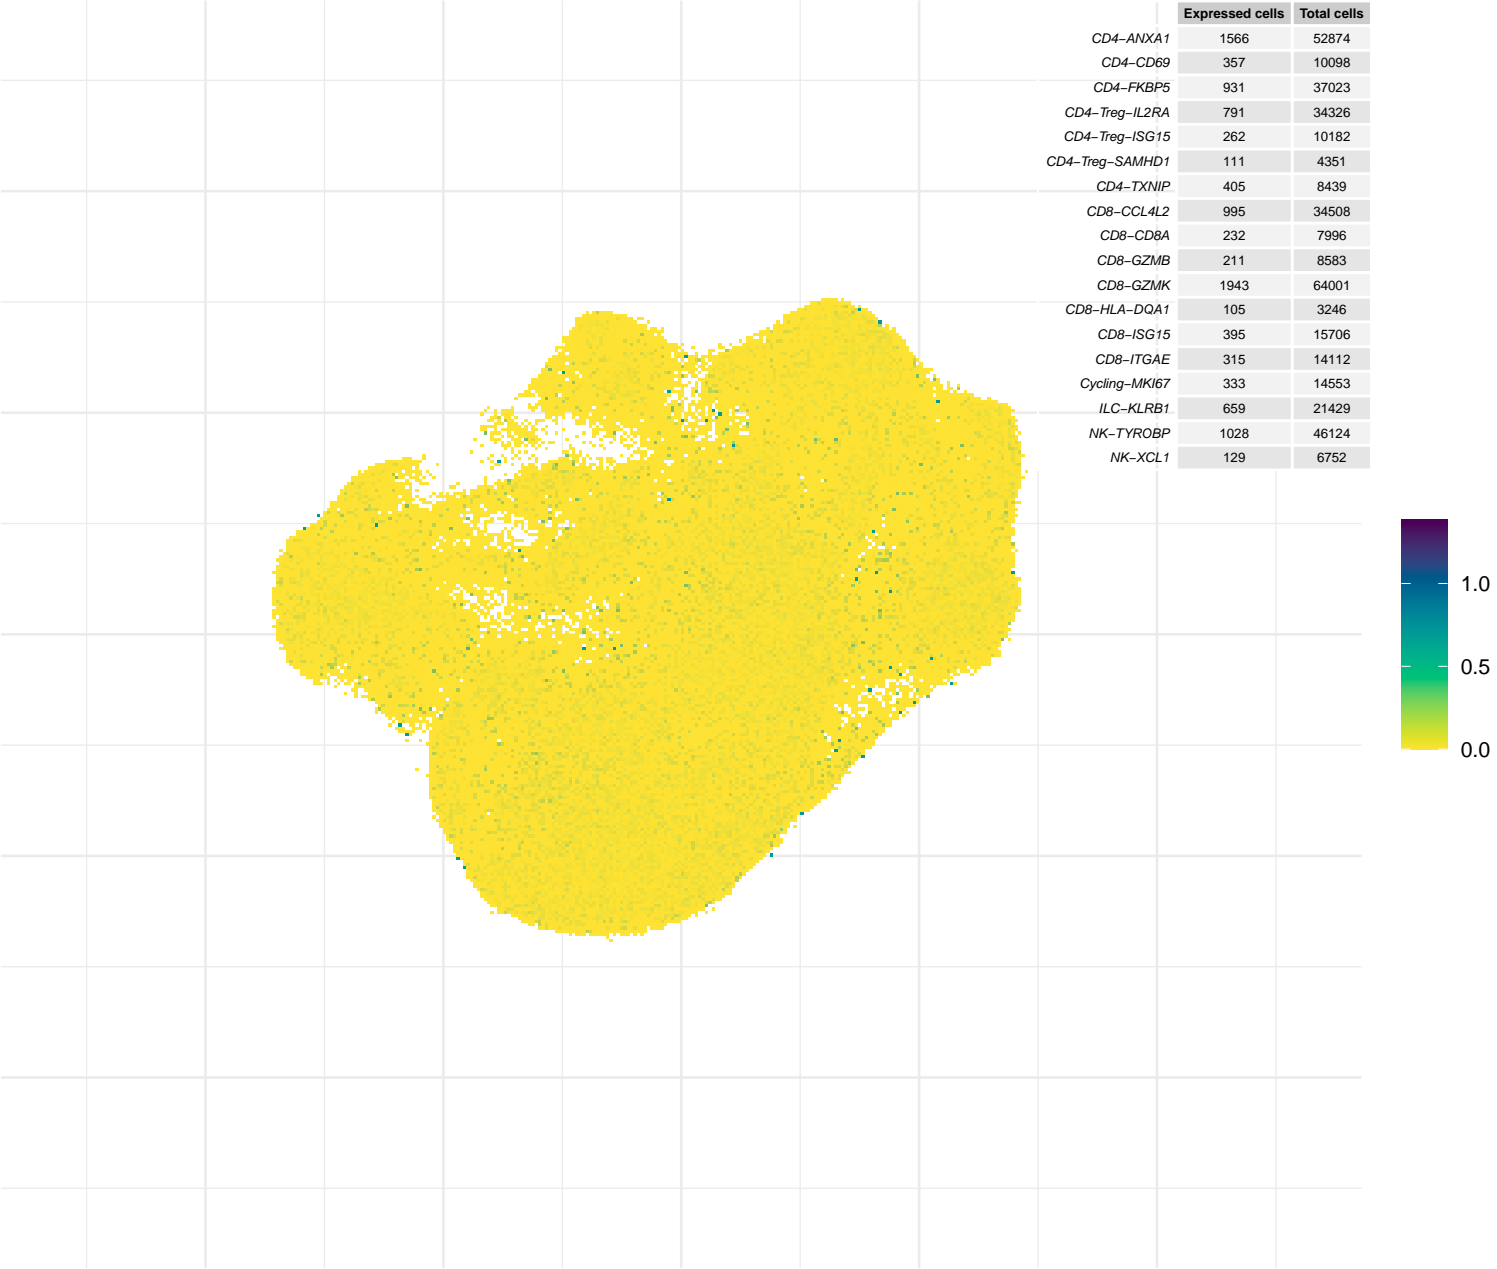 Expressed cells Total cells
CD4−ANXA1 1566 52874
CD4−CD69 357 10098
CD4−FKBP5 931 37023
CD4−Treg−IL2RA 791 34326
CD4−Treg−ISG15 262 10182
CD4−Treg−SAMHD1 111 4351
CD4−TXNIP 405 8439
CD8−CCL4L2 995 34508
CD8−CD8A 232 7996
CD8−GZMB 211 8583
CD8−GZMK 1943 64001
CD8−HLA−DQA1 105 3246
CD8−ISG15 395 15706
CD8−ITGAE 315 14112
Cycling−MKI67 333 14553
ILC−KLRB1 659 21429
NK−TYROBP 1028 46124
NK−XCL1 129 6752
1.0
0.5
0.0